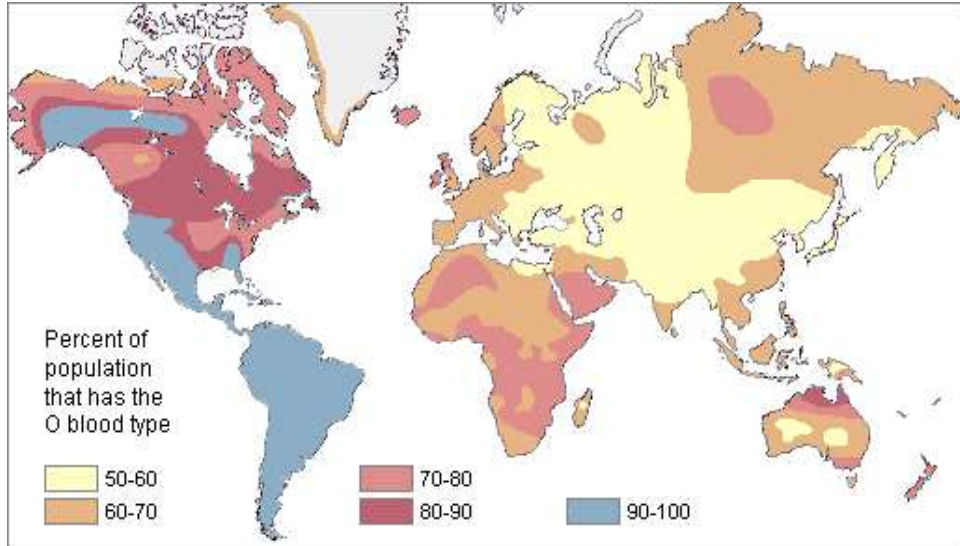 Percent of
population
that has the
O blood type
50-60
70-80
60-70
80-90
90-100